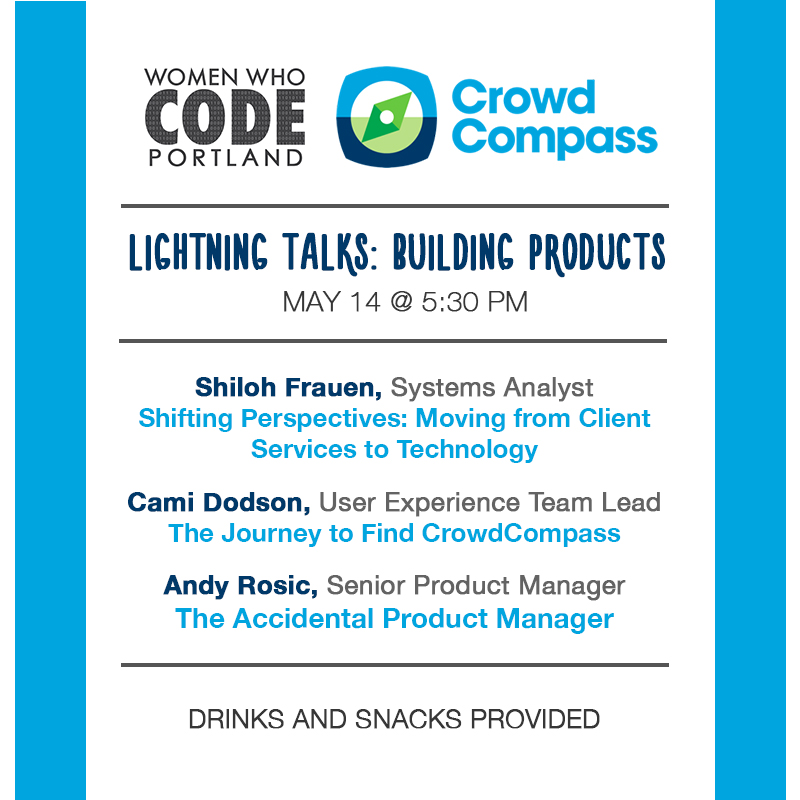 WOMEN WHO
CODE
PORTLAND
Crowd
Compass
LIGHTNING TALKS: BUILDING PRODUCTS
MAY 14 @ 5:30 PM
Shiloh Frauen, Systems Analyst
Shifting Perspectives: Moving from Client
Services to Technology
Cami Dodson, User Experience Team Lead
The Journey to Find CrowdCompass
Andy Rosic, Senior Product Manager
The Accidental Product Manager
DRINKS AND SNACKS PROVIDED